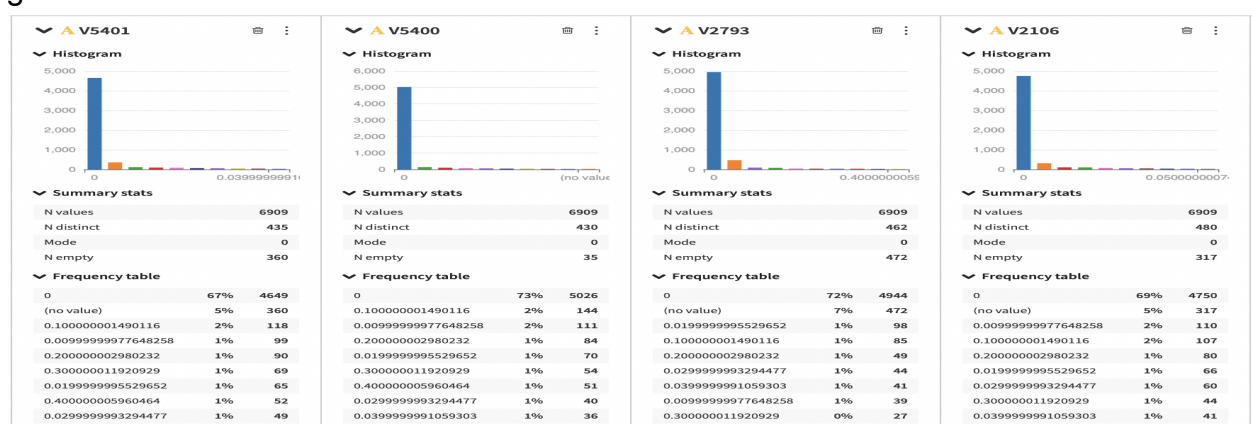 V5401
Histogram
5,000
4,000
3,000
2,000
1,000
0
0 0.0399999991
Summary stats
N values 6909
N distinct 435
Mode 0
N empty 360
Frequency table
0 67% 4649
(no value) 5% 360
0.100000001490116 2% 118
0.00999999977648258 1% 99
0.200000002980232 1% 90
0.300000011920929 1% 69
0.0199999995529652 1% 65
0.400000005960464 1% 52
0.0299999993294477 1% 49
V5400
Histogram
6,000
5,000
4,000
3,000
2,000
1,000
0
0 (no value
Summary stats
N values 6909
N distinct 430
Mode 0
N empty 35
Frequency table
0 73% 5026
0.100000001490116 2% 144
0.00999999977648258 2% 111
0.200000002980232 1% 84
0.0199999995529652 1% 70
0.300000011920929 1% 54
0.400000005960464 1% 51
0.0299999993294477 1% 40
0.0399999991059303 1% 36
V2793
Histogram
5,000
4,000
3,000
2,000
1,000
0
0 0.4000000059
Summary stats
N values 6909
N distinct 462
Mode 0
N empty 472
Frequency table
0 72% 4944
(no value) 7% 472
0.0199999995529652 1% 98
0.100000001490116 1% 85
0.200000002980232 1% 49
0.0299999993294477 1% 44
0.0399999991059303 1% 41
0.00999999977648258 1% 39
0.300000011920929 0% 27
V2106
Histogram
5,000
4,000
3,000
2,000
1,000
0
0 0.0500000007
Summary stats
N values 6909
N distinct 480
Mode 0
N empty 317
Frequency table
0 69% 4750
(no value) 5% 317
0.00999999977648258 2% 110
0.100000001490116 2% 107
0.200000002980232 1% 80
0.0199999995529652 1% 66
0.0299999993294477 1% 60
0.300000011920929 1% 44
0.0399999991059303 1% 41